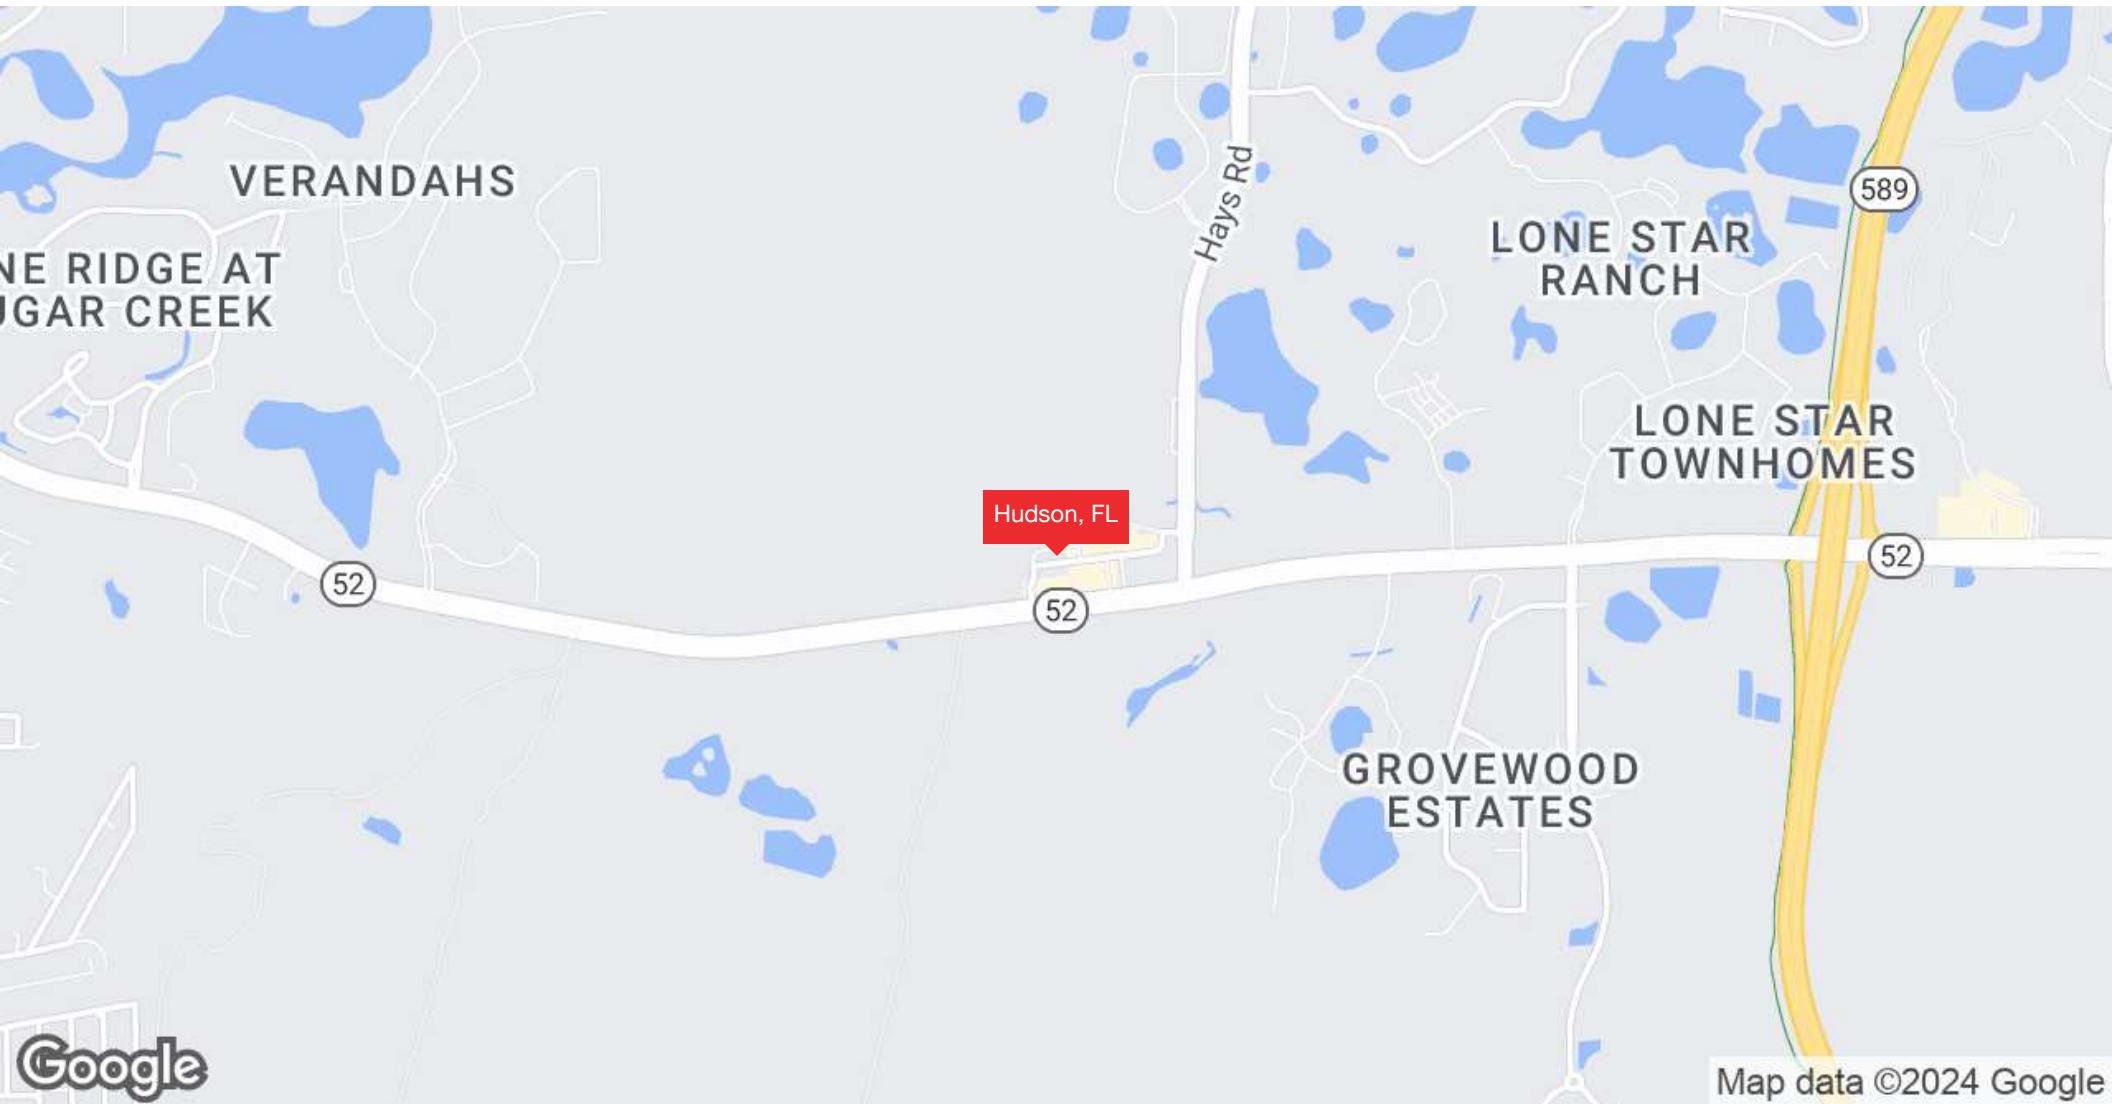 VERANDAHS
NE RIDGE AT
UGAR CREEK
Hays Rd
589
LONE STAR
RANCH
LONE STAR
TOWNHOMES
Hudson, FL
52
52
52
GROVEWOOD
ESTATES
Google
Map data ©2024 Google